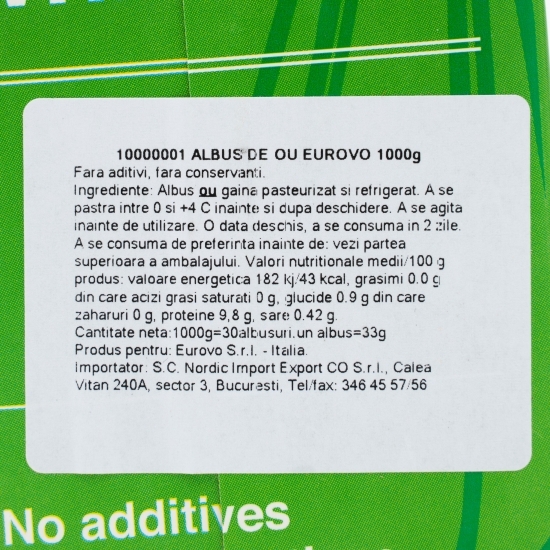 10000001 ALBUS DE OU EUROVO 1000g
Fara aditivi, fara conservanti.
Ingrediente: Albus ou gaina pasteurizat si refrigerat. A se
pastra intre 0 si +4 C inainte si dupa deschidere. A se agita
inainte de utilizare. O data deschis, a se consuma in 2 zile.
A se consuma de preferinta inainte de: vezi partea
superioara a ambalajului. Valori nutritionale medii/100 g
produs: valoare energetica 182 kj/43 kcal, grasimi 0.0 g
din care acizi grasi saturati 0 g, glucide 0.9 g din care
zaharuri 0 g, proteine 9,8 g, sare 0.42 g.
Cantitate neta:1000g=30albusuri.un albus=33g
Produs pentru: Eurovo S.r.l. - Italia.
Importator: S.C. Nordic Import Export CO S.r.l., Calea
Vitan 240A, sector 3, Bucuresti, Tel/fax: 346 45 57/56
No additives